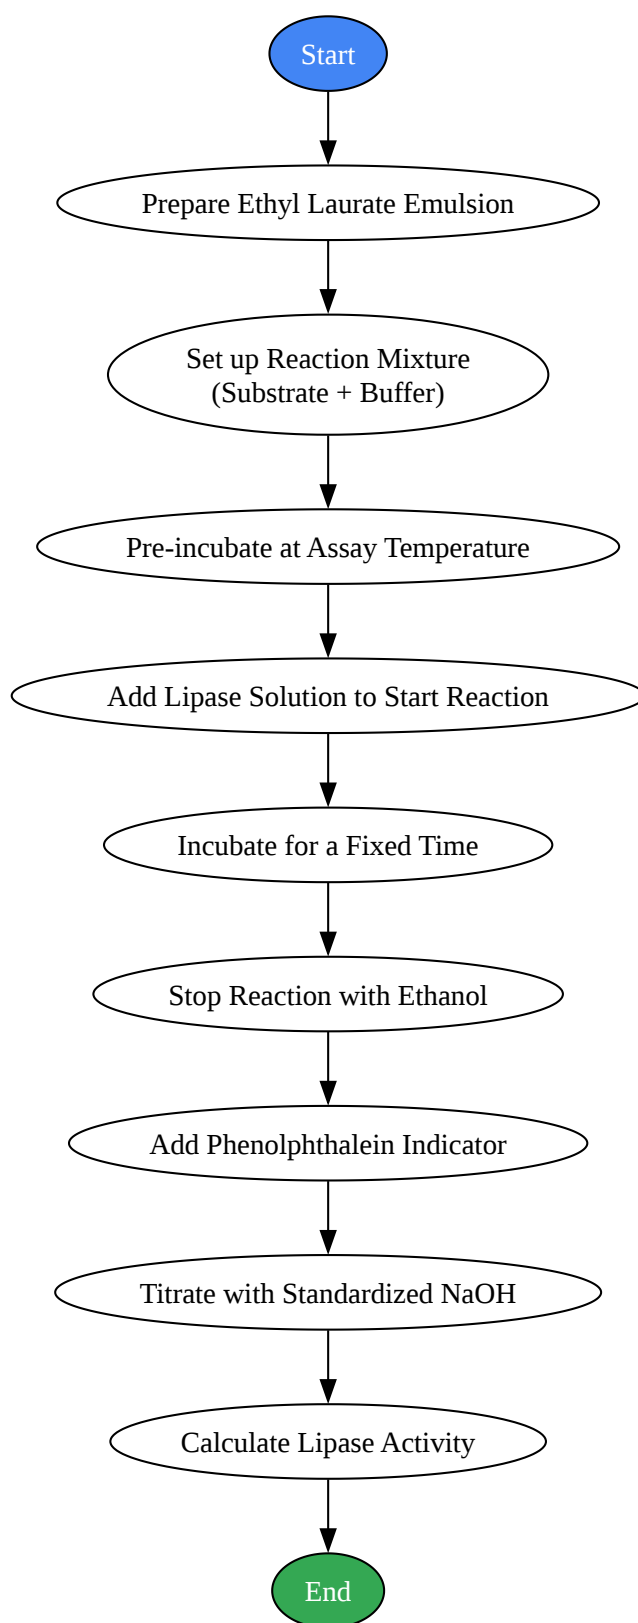 Start
Prepare Ethyl Laurate Emulsion
Set up Reaction Mixture
(Substrate + Buffer)
Pre-incubate at Assay Temperature
Add Lipase Solution to Start Reaction
Incubate for a Fixed Time
Stop Reaction with Ethanol
Add Phenolphthalein Indicator
Titrate with Standardized NaOH
Calculate Lipase Activity
End